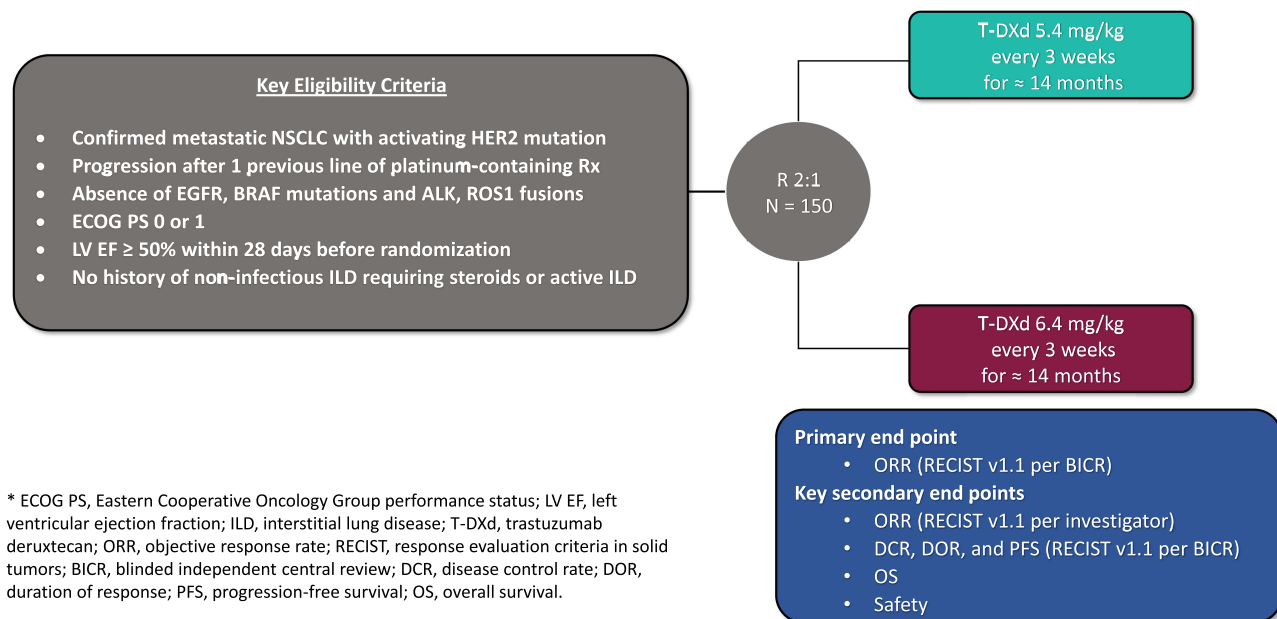 Key Eligibility Criteria
• Confirmed metastatic NSCLC with activating HER2 mutation
• Progression after 1 previous line of platinum-containing Rx
• Absence of EGFR, BRAF mutations and ALK, ROS1 fusions
• ECOG PS 0 or 1
• LV EF ≥ 50% within 28 days before randomization
• No history of non-infectious ILD requiring steroids or active ILD
R 2:1
N = 150
T-DXd 5.4 mg/kg
every 3 weeks
for ≈ 14 months
T-DXd 6.4 mg/kg
every 3 weeks
for ≈ 14 months
Primary end point
• ORR (RECIST v1.1 per BICR)
Key secondary end points
• ORR (RECIST v1.1 per investigator)
• DCR, DOR, and PFS (RECIST v1.1 per BICR)
• OS
• Safety
* ECOG PS, Eastern Cooperative Oncology Group performance status; LV EF, left
ventricular ejection fraction; ILD, interstitial lung disease; T-DXd, trastuzumab
deruxtecan; ORR, objective response rate; RECIST, response evaluation criteria in solid
tumors; BICR, blinded independent central review; DCR, disease control rate; DOR,
duration of response; PFS, progression-free survival; OS, overall survival.